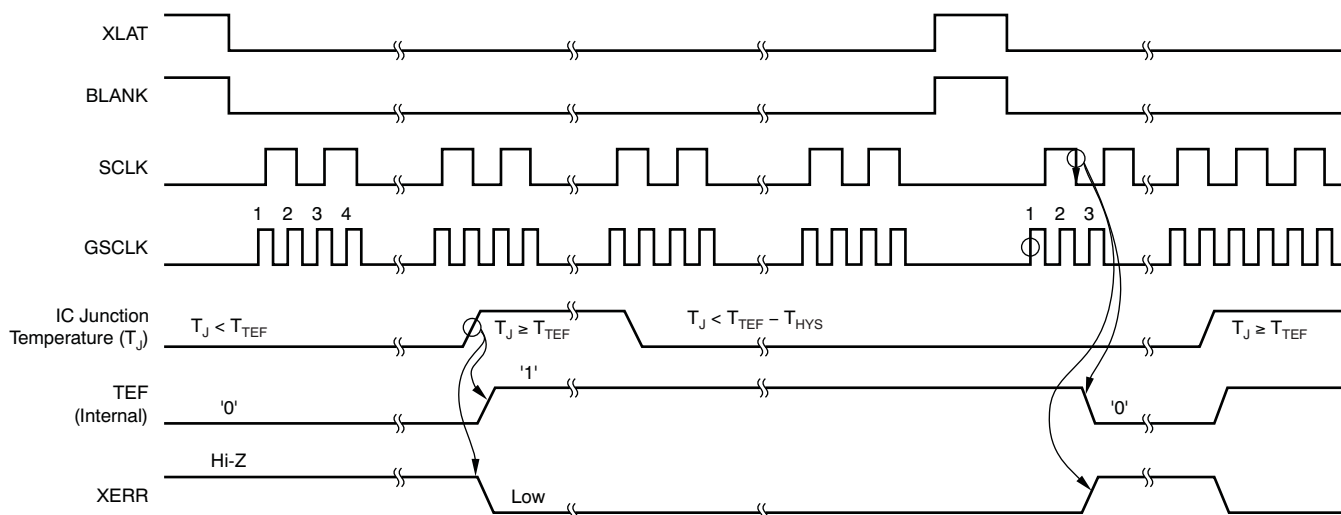 XLAT
BLANK
SCLK
1 2 3 4 1 2 3
GSCLK
IC Junction
Temperature (TJ)
TJ < TTEF
TJ ≥ TTEF
TJ < TTEF – THYS
TJ ≥ TTEF
TEF
(Internal)
'0'
'1'
'0'
XERR
Hi-Z
Low